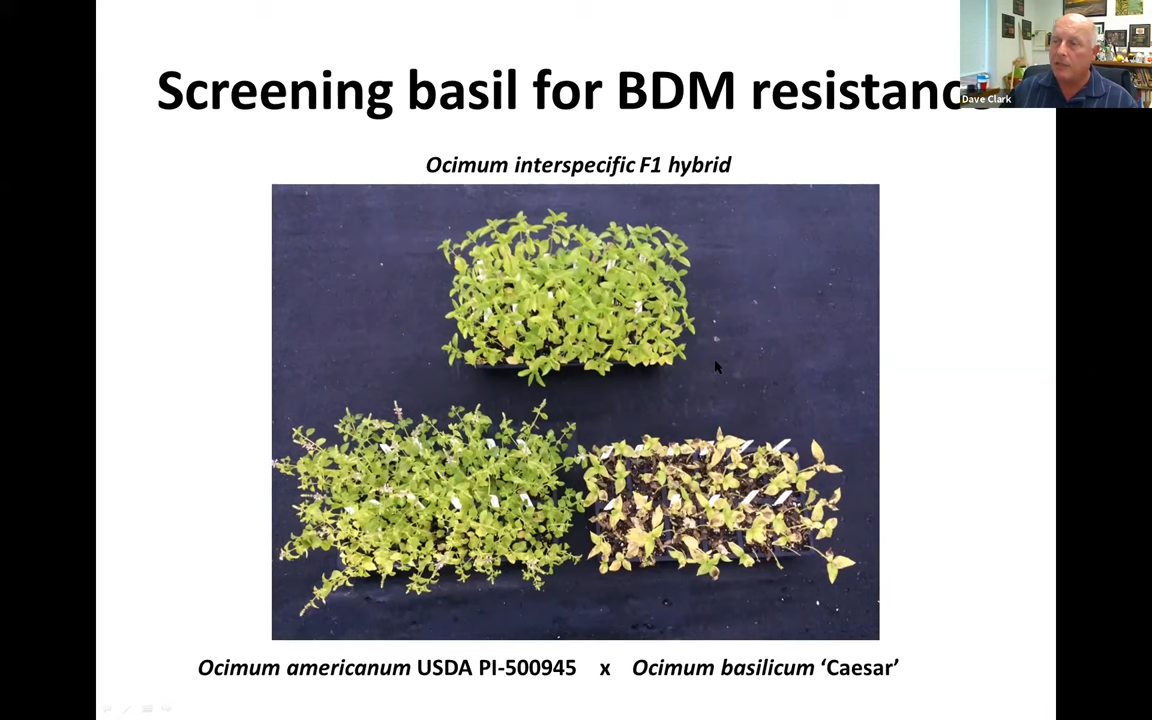 Screening basil for BDM resistanc
Dave Clark
Ocimum interspecific F1 hybrid
Ocimum americanum USDA PI-500945 x Ocimum basilicum ‘Caesar’